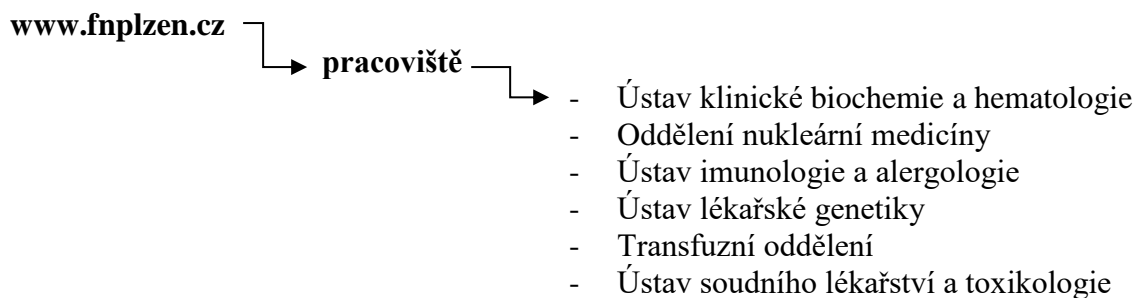 www.fnplzen.cz
pracoviště
- Ústav klinické biochemie a hematologie
- Oddělení nukleární medicíny
- Ústav imunologie a alergologie
- Ústav lékařské genetiky
- Transfuzní oddělení
- Ústav soudního lékařství a toxikologie